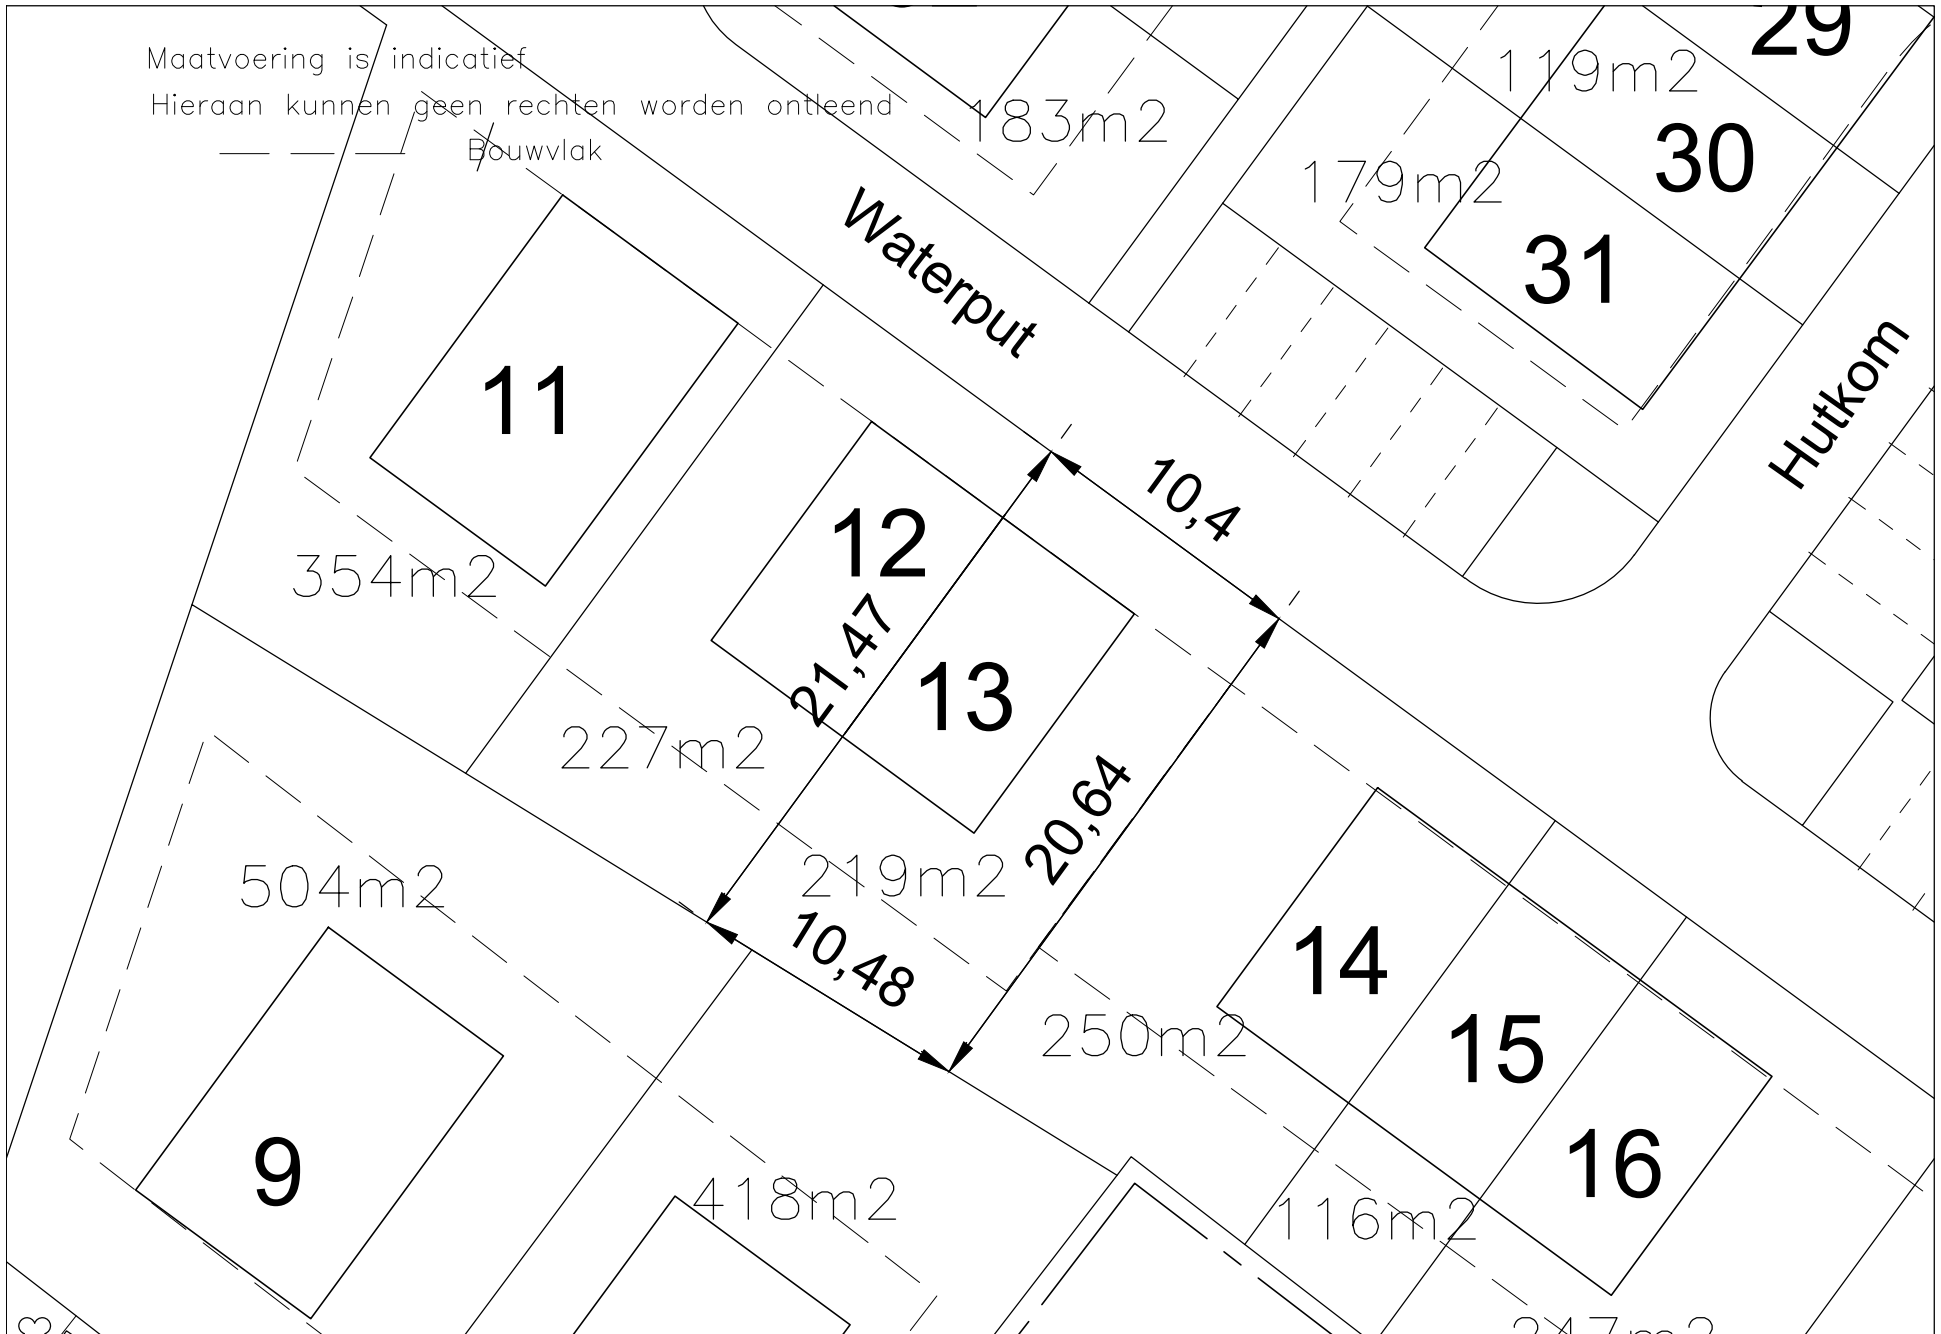 Maatvoering is indicatief
Hieraan kunnen geen rechten worden ontleend
Bouwvlak
29
119m2
183m2
30
179m2
Waterput
31
Hutkom
11
10,4
12
354m2
21,47
13
227m2
20,64
219m2
504m2
10,48
14
250m2
15
9
16
418m2
116m2